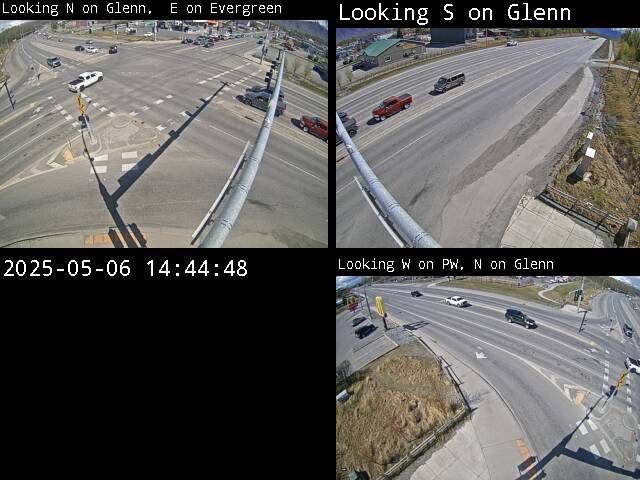 Looking N on Glenn,  E on Evergreen
Looking S on Glenn
2025-05-06 14:44:48
Looking W on PW, N on Glenn